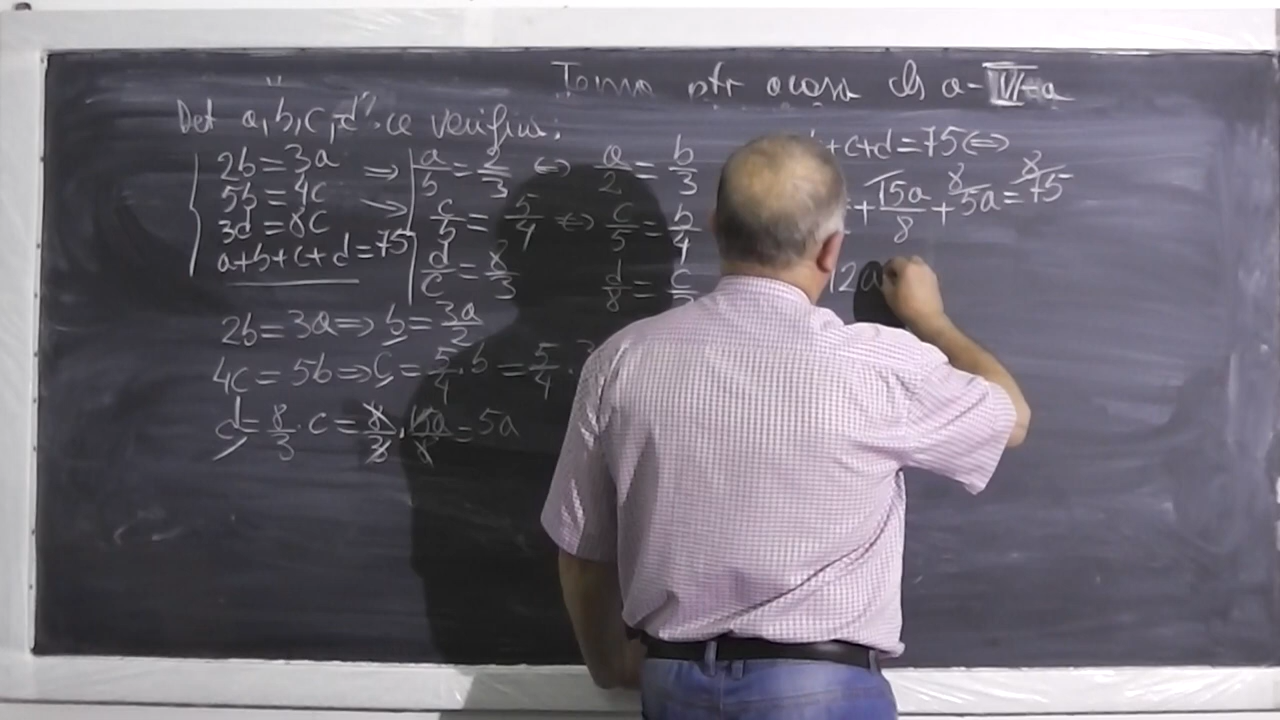 Tema ptr acasa cls a-VI-a
Det a,b,c,d ce verifica:
2b=3a ⇒ a/b=2/3 ⇔ a/2=b/3
5b=4c ⇒ c/b=5/4 ⇔ c/5=b/4
3d=8c d/c=8/3 d/8=c
a+b+c+d=75
2b=3a⇒b=3a/2
4c=5b⇒c=5/4·b=5/4·
d=8/3·c=8/3·15a/8=5a
+c+d=75⇔
+15a/8+5a=75
12a